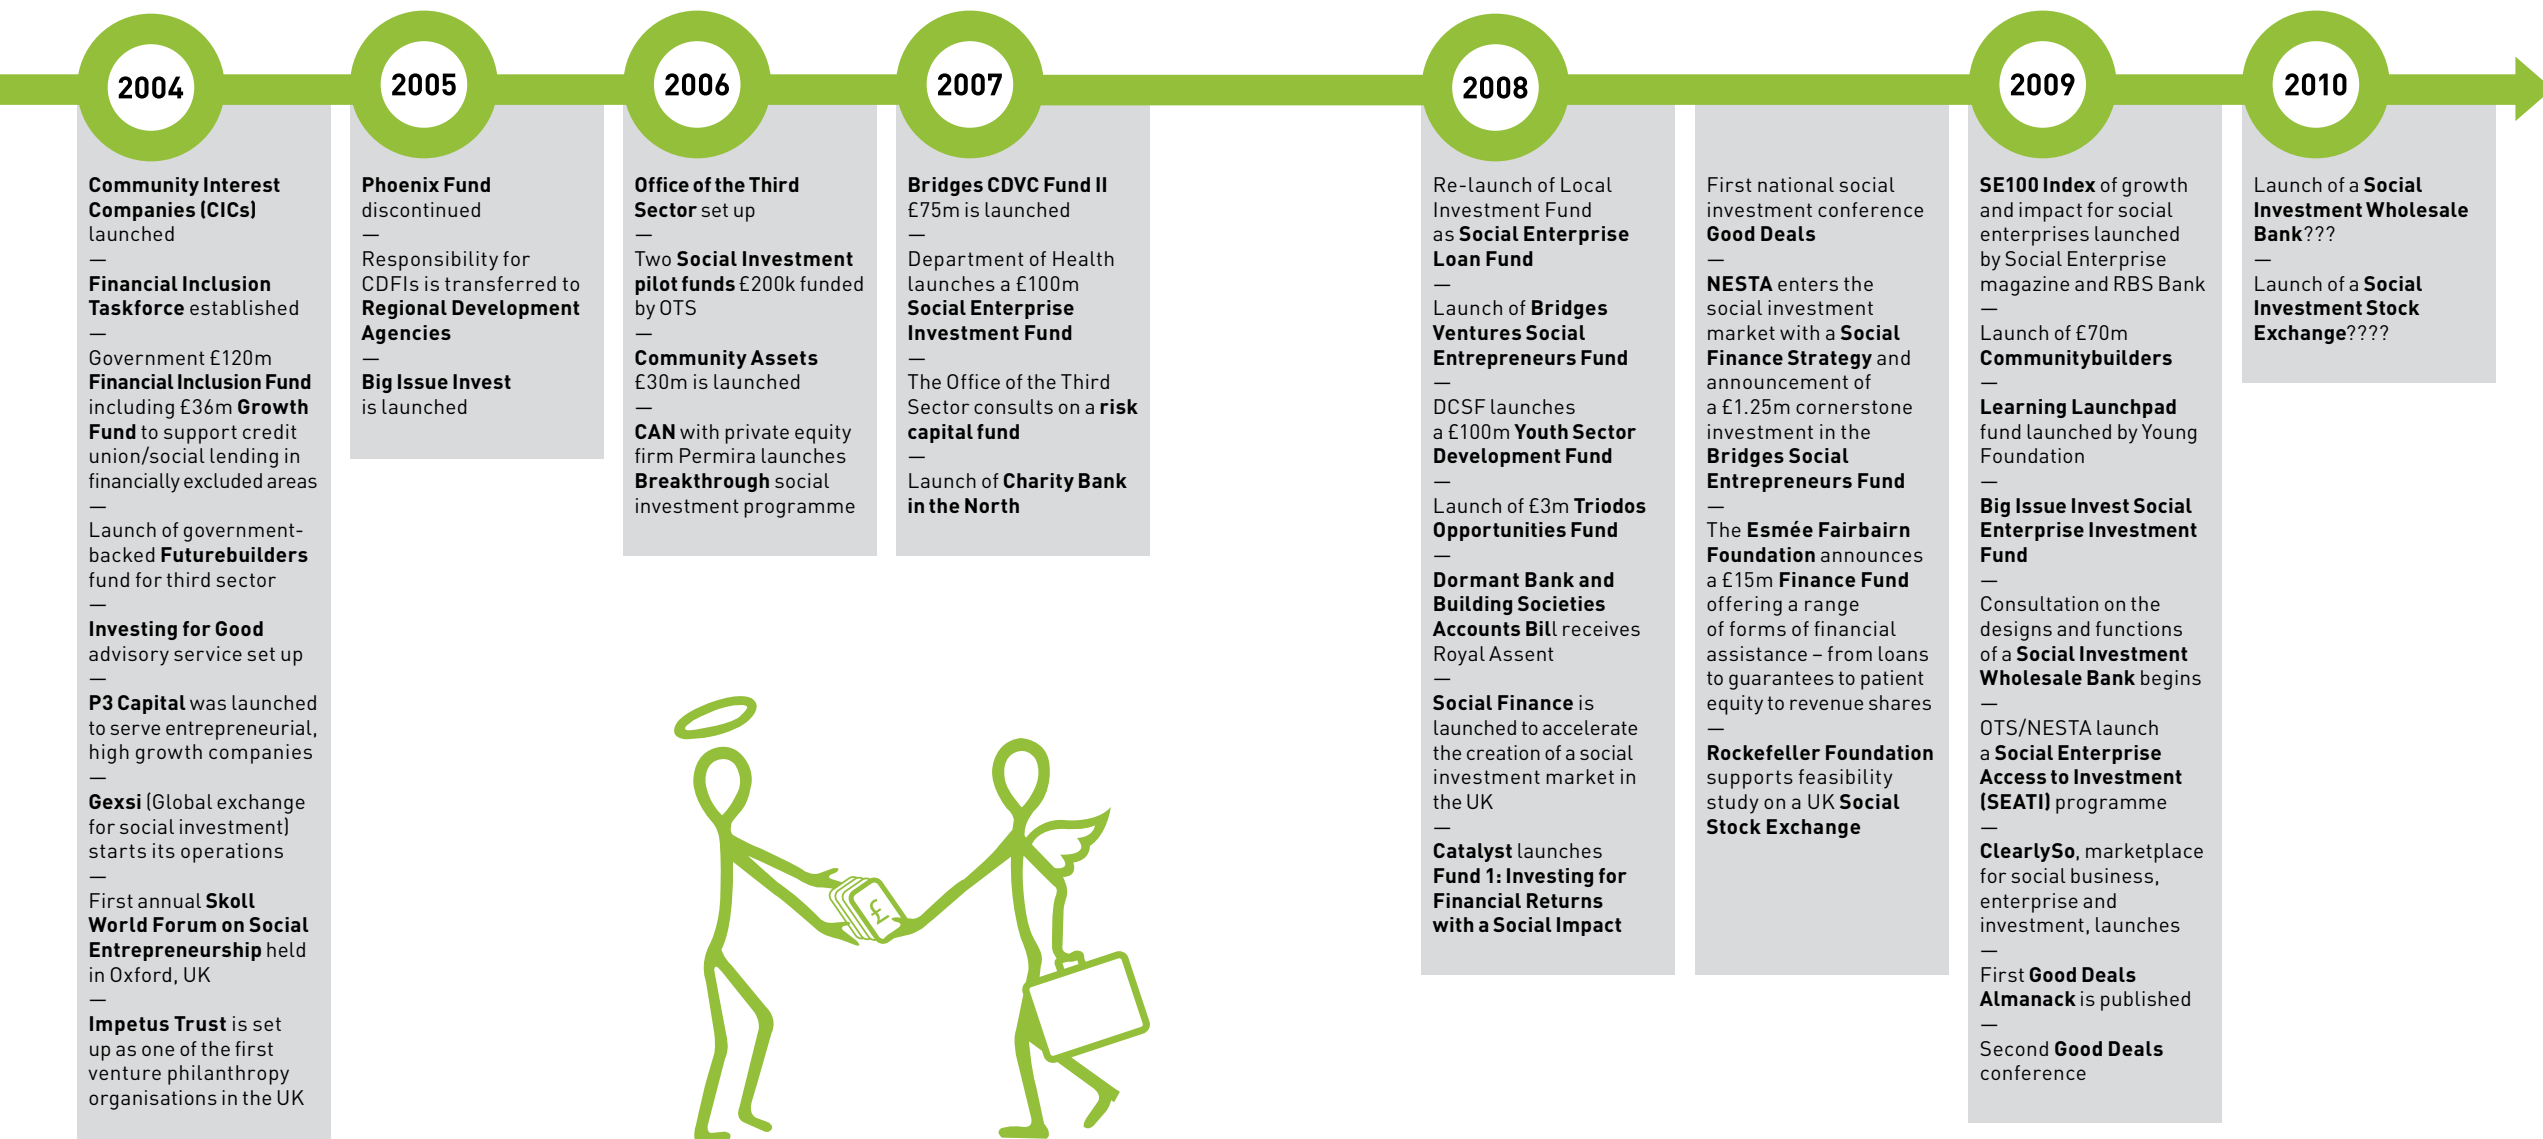 2004
Community Interest
Companies (CICs)
launched
—
Financial Inclusion
Taskforce established
—
Government £120m
Financial Inclusion Fund
including £36m Growth
Fund to support credit
union/social lending in
financially excluded areas
—
Launch of government-
backed Futurebuilders
fund for third sector
—
Investing for Good
advisory service set up
—
P3 Capital was launched
to serve entrepreneurial,
high growth companies
—
Gexsi (Global exchange
for social investment)
starts its operations
—
First annual Skoll
World Forum on Social
Entrepreneurship held
in Oxford, UK
—
Impetus Trust is set
up as one of the first
venture philanthropy
organisations in the UK
2005
Phoenix Fund
discontinued
—
Responsibility for
CDFIs is transferred to
Regional Development
Agencies
—
Big Issue Invest
is launched
2006
Office of the Third
Sector set up
—
Two Social Investment
pilot funds £200k funded
by OTS
—
Community Assets
£30m is launched
—
CAN with private equity
firm Permira launches
Breakthrough social
investment programme
2007
Bridges CDVC Fund II
£75m is launched
—
Department of Health
launches a £100m
Social Enterprise
Investment Fund
—
The Office of the Third
Sector consults on a risk
capital fund
—
Launch of Charity Bank
in the North
£
2008
Re-launch of Local
Investment Fund
as Social Enterprise
Loan Fund
—
Launch of Bridges
Ventures Social
Entrepreneurs Fund
—
DCSF launches
a £100m Youth Sector
Development Fund
—
Launch of £3m Triodos
Opportunities Fund
—
Dormant Bank and
Building Societies
Accounts Bill receives
Royal Assent
—
Social Finance is
launched to accelerate
the creation of a social
investment market in
the UK
—
Catalyst launches
Fund 1: Investing for
Financial Returns
with a Social Impact
First national social
investment conference
Good Deals
—
NESTA enters the
social investment
market with a Social
Finance Strategy and
announcement of
a £1.25m cornerstone
investment in the
Bridges Social
Entrepreneurs Fund
—
The Esmée Fairbairn
Foundation announces
a £15m Finance Fund
offering a range
of forms of financial
assistance – from loans
to guarantees to patient
equity to revenue shares
—
Rockefeller Foundation
supports feasibility
study on a UK Social
Stock Exchange
2009
SE100 Index of growth
and impact for social
enterprises launched
by Social Enterprise
magazine and RBS Bank
—
Launch of £70m
Communitybuilders
—
Learning Launchpad
fund launched by Young
Foundation
—
Big Issue Invest Social
Enterprise Investment
Fund
—
Consultation on the
designs and functions
of a Social Investment
Wholesale Bank begins
—
OTS/NESTA launch
a Social Enterprise
Access to Investment
(SEATI) programme
—
ClearlySo, marketplace
for social business,
enterprise and
investment, launches
—
First Good Deals
Almanack is published
—
Second Good Deals
conference
2010
Launch of a Social
Investment Wholesale
Bank???
—
Launch of a Social
Investment Stock
Exchange????